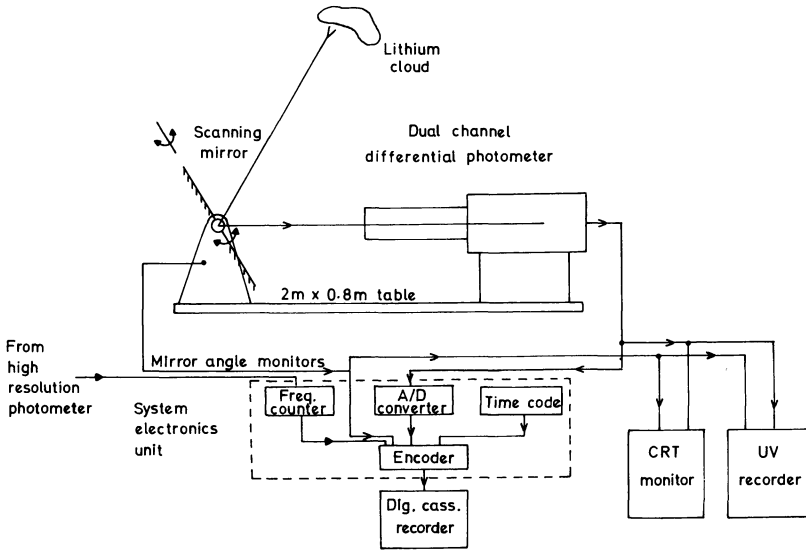 Lithium
cloud
Scanning
mirror
Dual channel
differential photometer
2m x 0.8m table
From
high
resolution
photometer
Mirror angle monitors
System
electronics
unit
Freq.
counter
A/D
converter
Time code
Encoder
Dig. cass.
recorder
CRT
monitor
UV
recorder